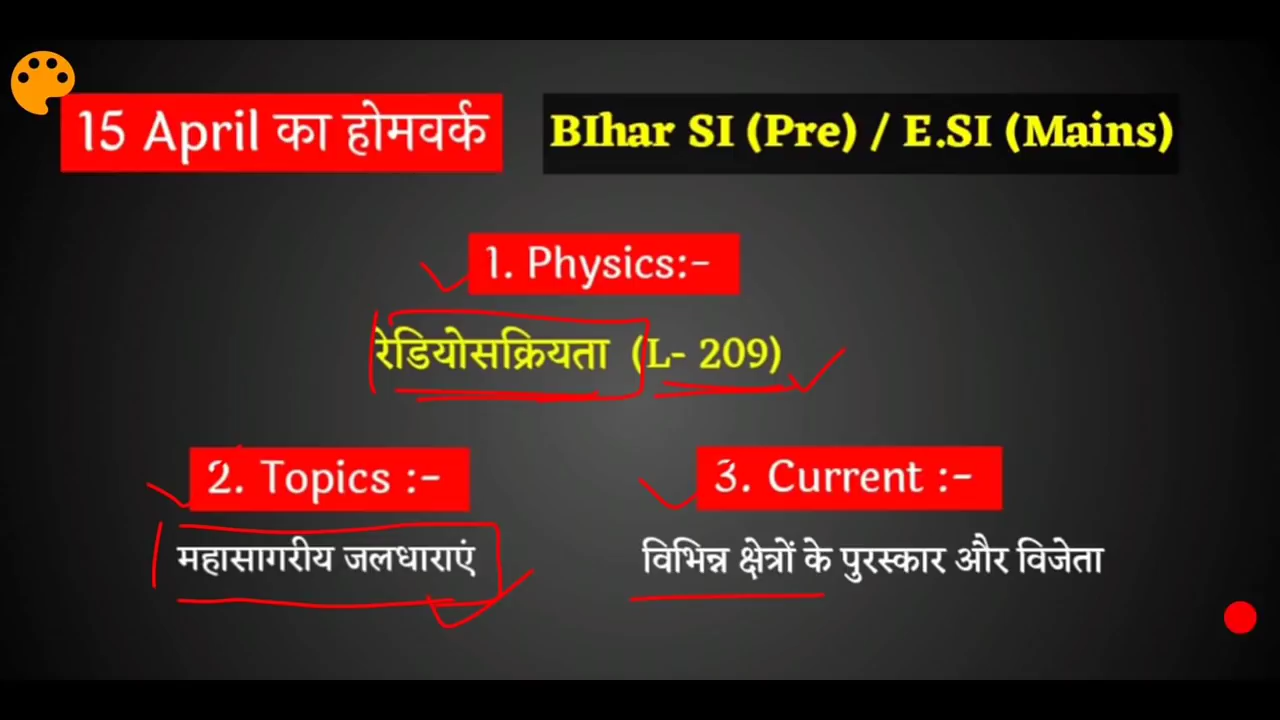 15 April का होमवर्क
BIhar SI (Pre) / E.SI (Mains)
1. Physics:-
रेडियोसक्रियता (L- 209)
2. Topics :-
महासागरीय जलधाराएं
3. Current :-
विभिन्न क्षेत्रों के पुरस्कार और विजेता